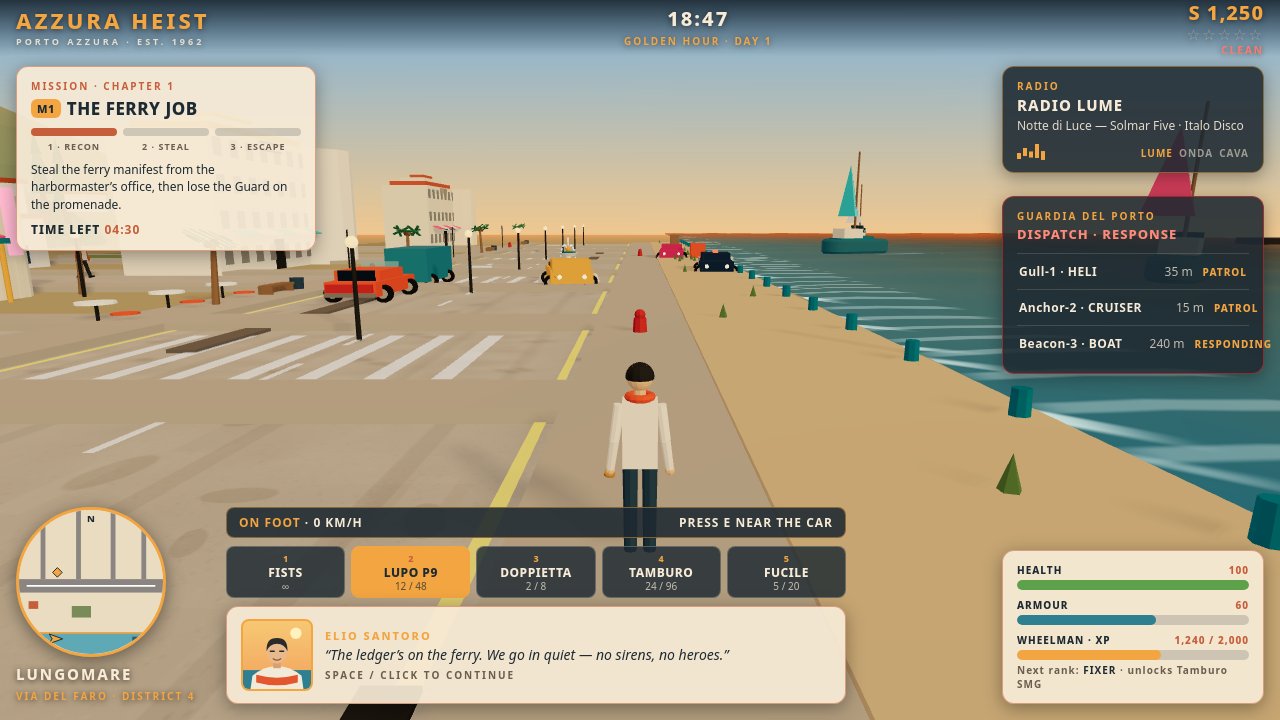 AZZURA HEIST
PORTO AZZURA · EST. 1962
18:47
GOLDEN HOUR · DAY 1
S 1,250
☆☆☆☆☆
CLEAN
MISSION · CHAPTER 1
M1 THE FERRY JOB
1 · RECON 2 · STEAL 3 · ESCAPE
Steal the ferry manifest from the
harbormaster's office, then lose the Guard on
the promenade.
TIME LEFT 04:30
RADIO
RADIO LUME
Notte di Luce — Solmar Five · Italo Disco
LUME ONDA CAVA
GUARDIA DEL PORTO
DISPATCH · RESPONSE
Gull-1 · HELI 35 m PATROL
Anchor-2 · CRUISER 15 m PATROL
Beacon-3 · BOAT 240 m RESPONDING
N
LUNGOMARE
VIA DEL FARO · DISTRICT 4
ON FOOT · 0 KM/H PRESS E NEAR THE CAR
1
FISTS
∞
2
LUPO P9
12 / 48
3
DOPPIETTA
2 / 8
4
TAMBURO
24 / 96
5
FUCILE
5 / 20
ELIO SANTORO
“The ledger’s on the ferry. We go in quiet — no sirens, no heroes.”
SPACE / CLICK TO CONTINUE
HEALTH 100
ARMOUR 60
WHEELMAN · XP 1,240 / 2,000
Next rank: FIXER · unlocks Tamburo
SMG